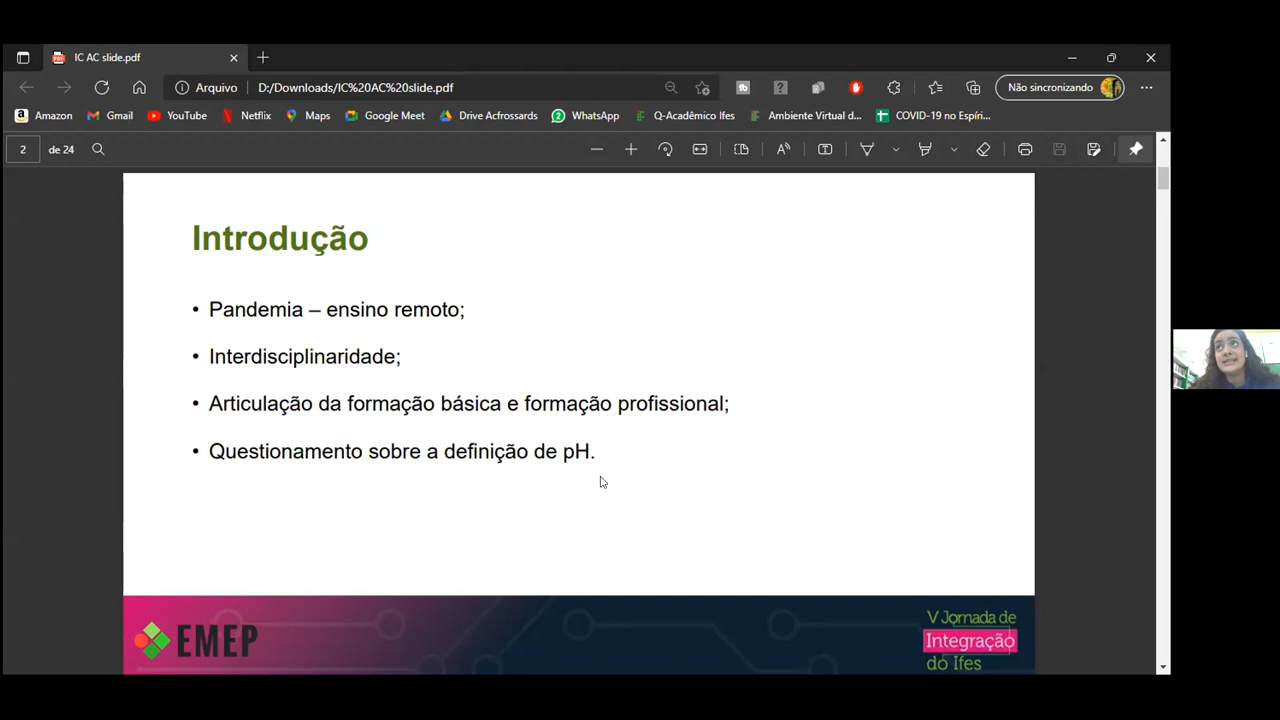 IC AC slide.pdf
Arquivo
D:/Downloads/IC%20AC%20slide.pdf
Não sincronizando
Amazon
Gmail
YouTube
Netflix
Maps
Google Meet
Drive Acfrossards
WhatsApp
Q-Acadêmico Ifes
Ambiente Virtual d...
COVID-19 no Espíri...
2 de 24
Introdução
• Pandemia – ensino remoto;
• Interdisciplinaridade;
• Articulação da formação básica e formação profissional;
• Questionamento sobre a definição de pH.
EMEP
V Jornada de
Integração
do Ifes